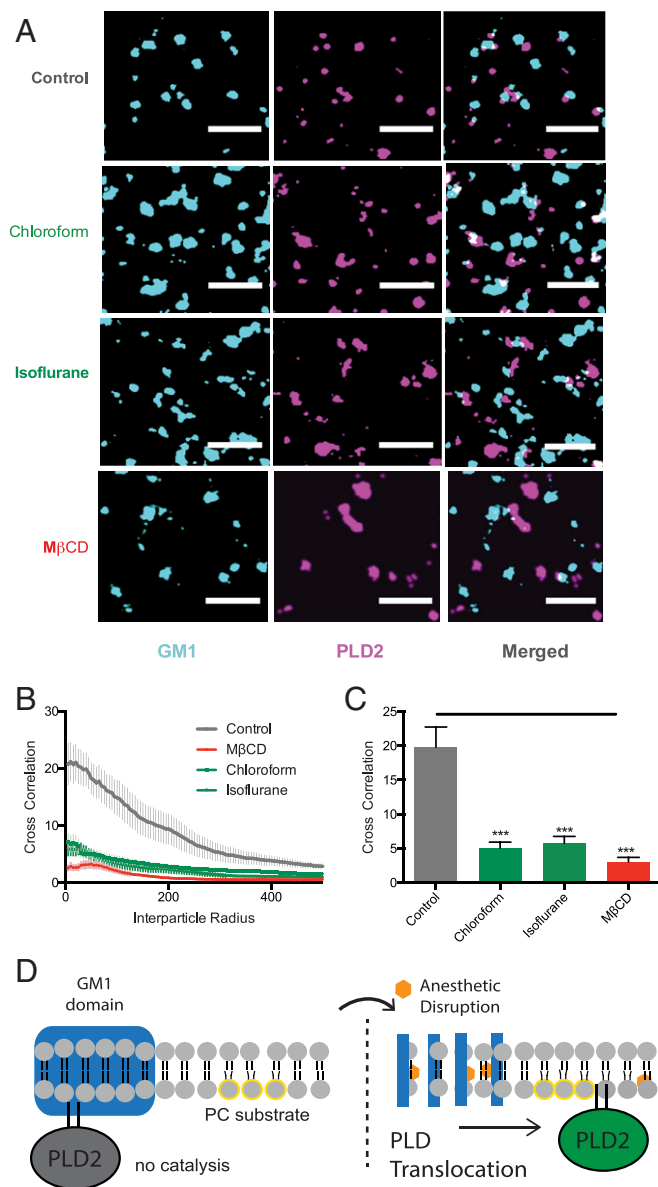 A
Control
Chloroform
Isoflurane
MβCD
GM1 PLD2 Merged
B
30
20
10
0
0 200 400
Cross Correlation
Interparticle Radius
Control
MβCD
Chloroform
Isoflurane
C
25
20
15
10
5
0
Cross Correlation
*** *** ***
Control Chloroform Isoflurane MβCD
D
GM1
domain
PC substrate
PLD2
no catalysis
Anesthetic
Disruption
PLD
Translocation
PLD2